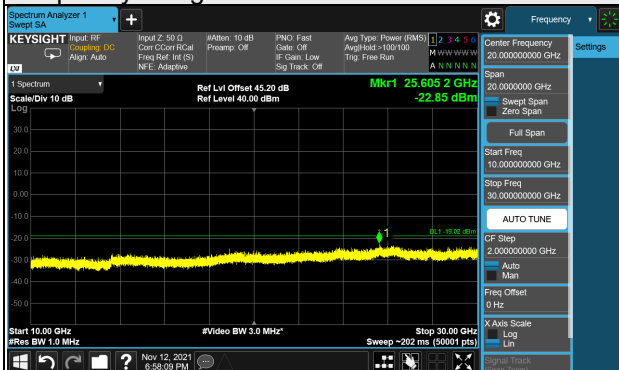 Spectrum Analyzer 1
Swept SA
Frequency
KEYSIGHT
Input: RF
Coupling: DC
Align: Auto
Input Z: 50 Ω
Corr CCorr RCal
Freq Ref: Int (S)
NFE: Adaptive
#Atten: 10 dB
Preamp: Off
PNO: Fast
Gate: Off
IF Gain: Low
Sig Track: Off
Avg Type: Power (RMS)
Avg|Hold:>100/100
Trig: Free Run
1 2 3 4 5 6
M W W W W W
A N N N N N
LXI
1 Spectrum
Scale/Div 10 dB
Log
Ref Lvl Offset 45.20 dB
Ref Level 40.00 dBm
Mkr1 25.605 2 GHz
-22.85 dBm
30.0
20.0
10.0
0.00
-10.0
-20.0
-30.0
-40.0
-50.0
1
DL1 -19.02 dBm
Start 10.00 GHz
#Res BW 1.0 MHz
#Video BW 3.0 MHz*
Stop 30.00 GHz
Sweep ~202 ms (50001 pts)
Nov 12, 2021
6:58:09 PM
?
Center Frequency
20.000000000 GHz
Settings
Span
20.0000000 GHz
Swept Span
Zero Span
Full Span
Start Freq
10.000000000 GHz
Stop Freq
30.000000000 GHz
AUTO TUNE
CF Step
2.000000000 GHz
Auto
Man
Freq Offset
0 Hz
X Axis Scale
Log
Lin
Signal Track